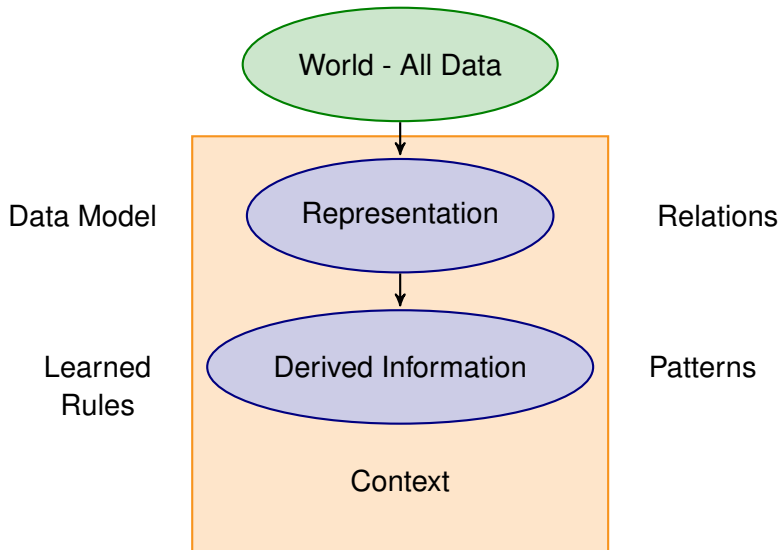 World - All Data
Data Model
Representation
Relations
Learned
Rules
Derived Information
Patterns
Context